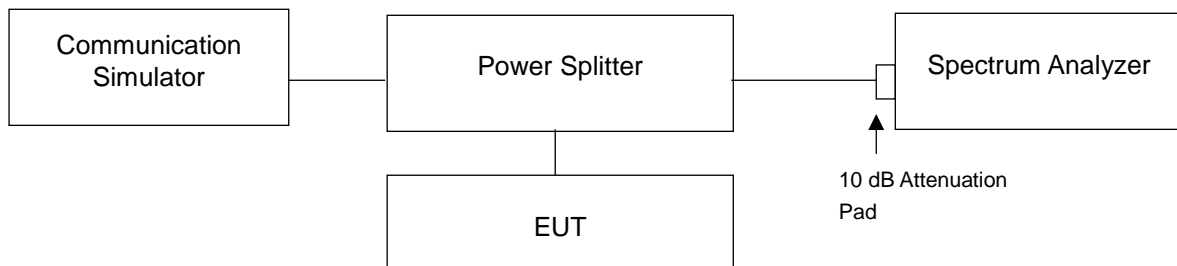 Communication
Simulator
Power Splitter
Spectrum Analyzer
10 dB Attenuation
Pad
EUT